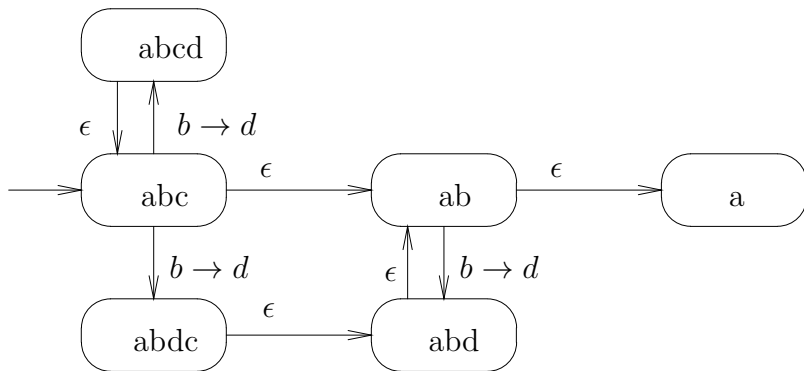 abcd
ϵ b → d
abc ϵ ab ϵ a
b → d ϵ b → d
abdc ϵ abd